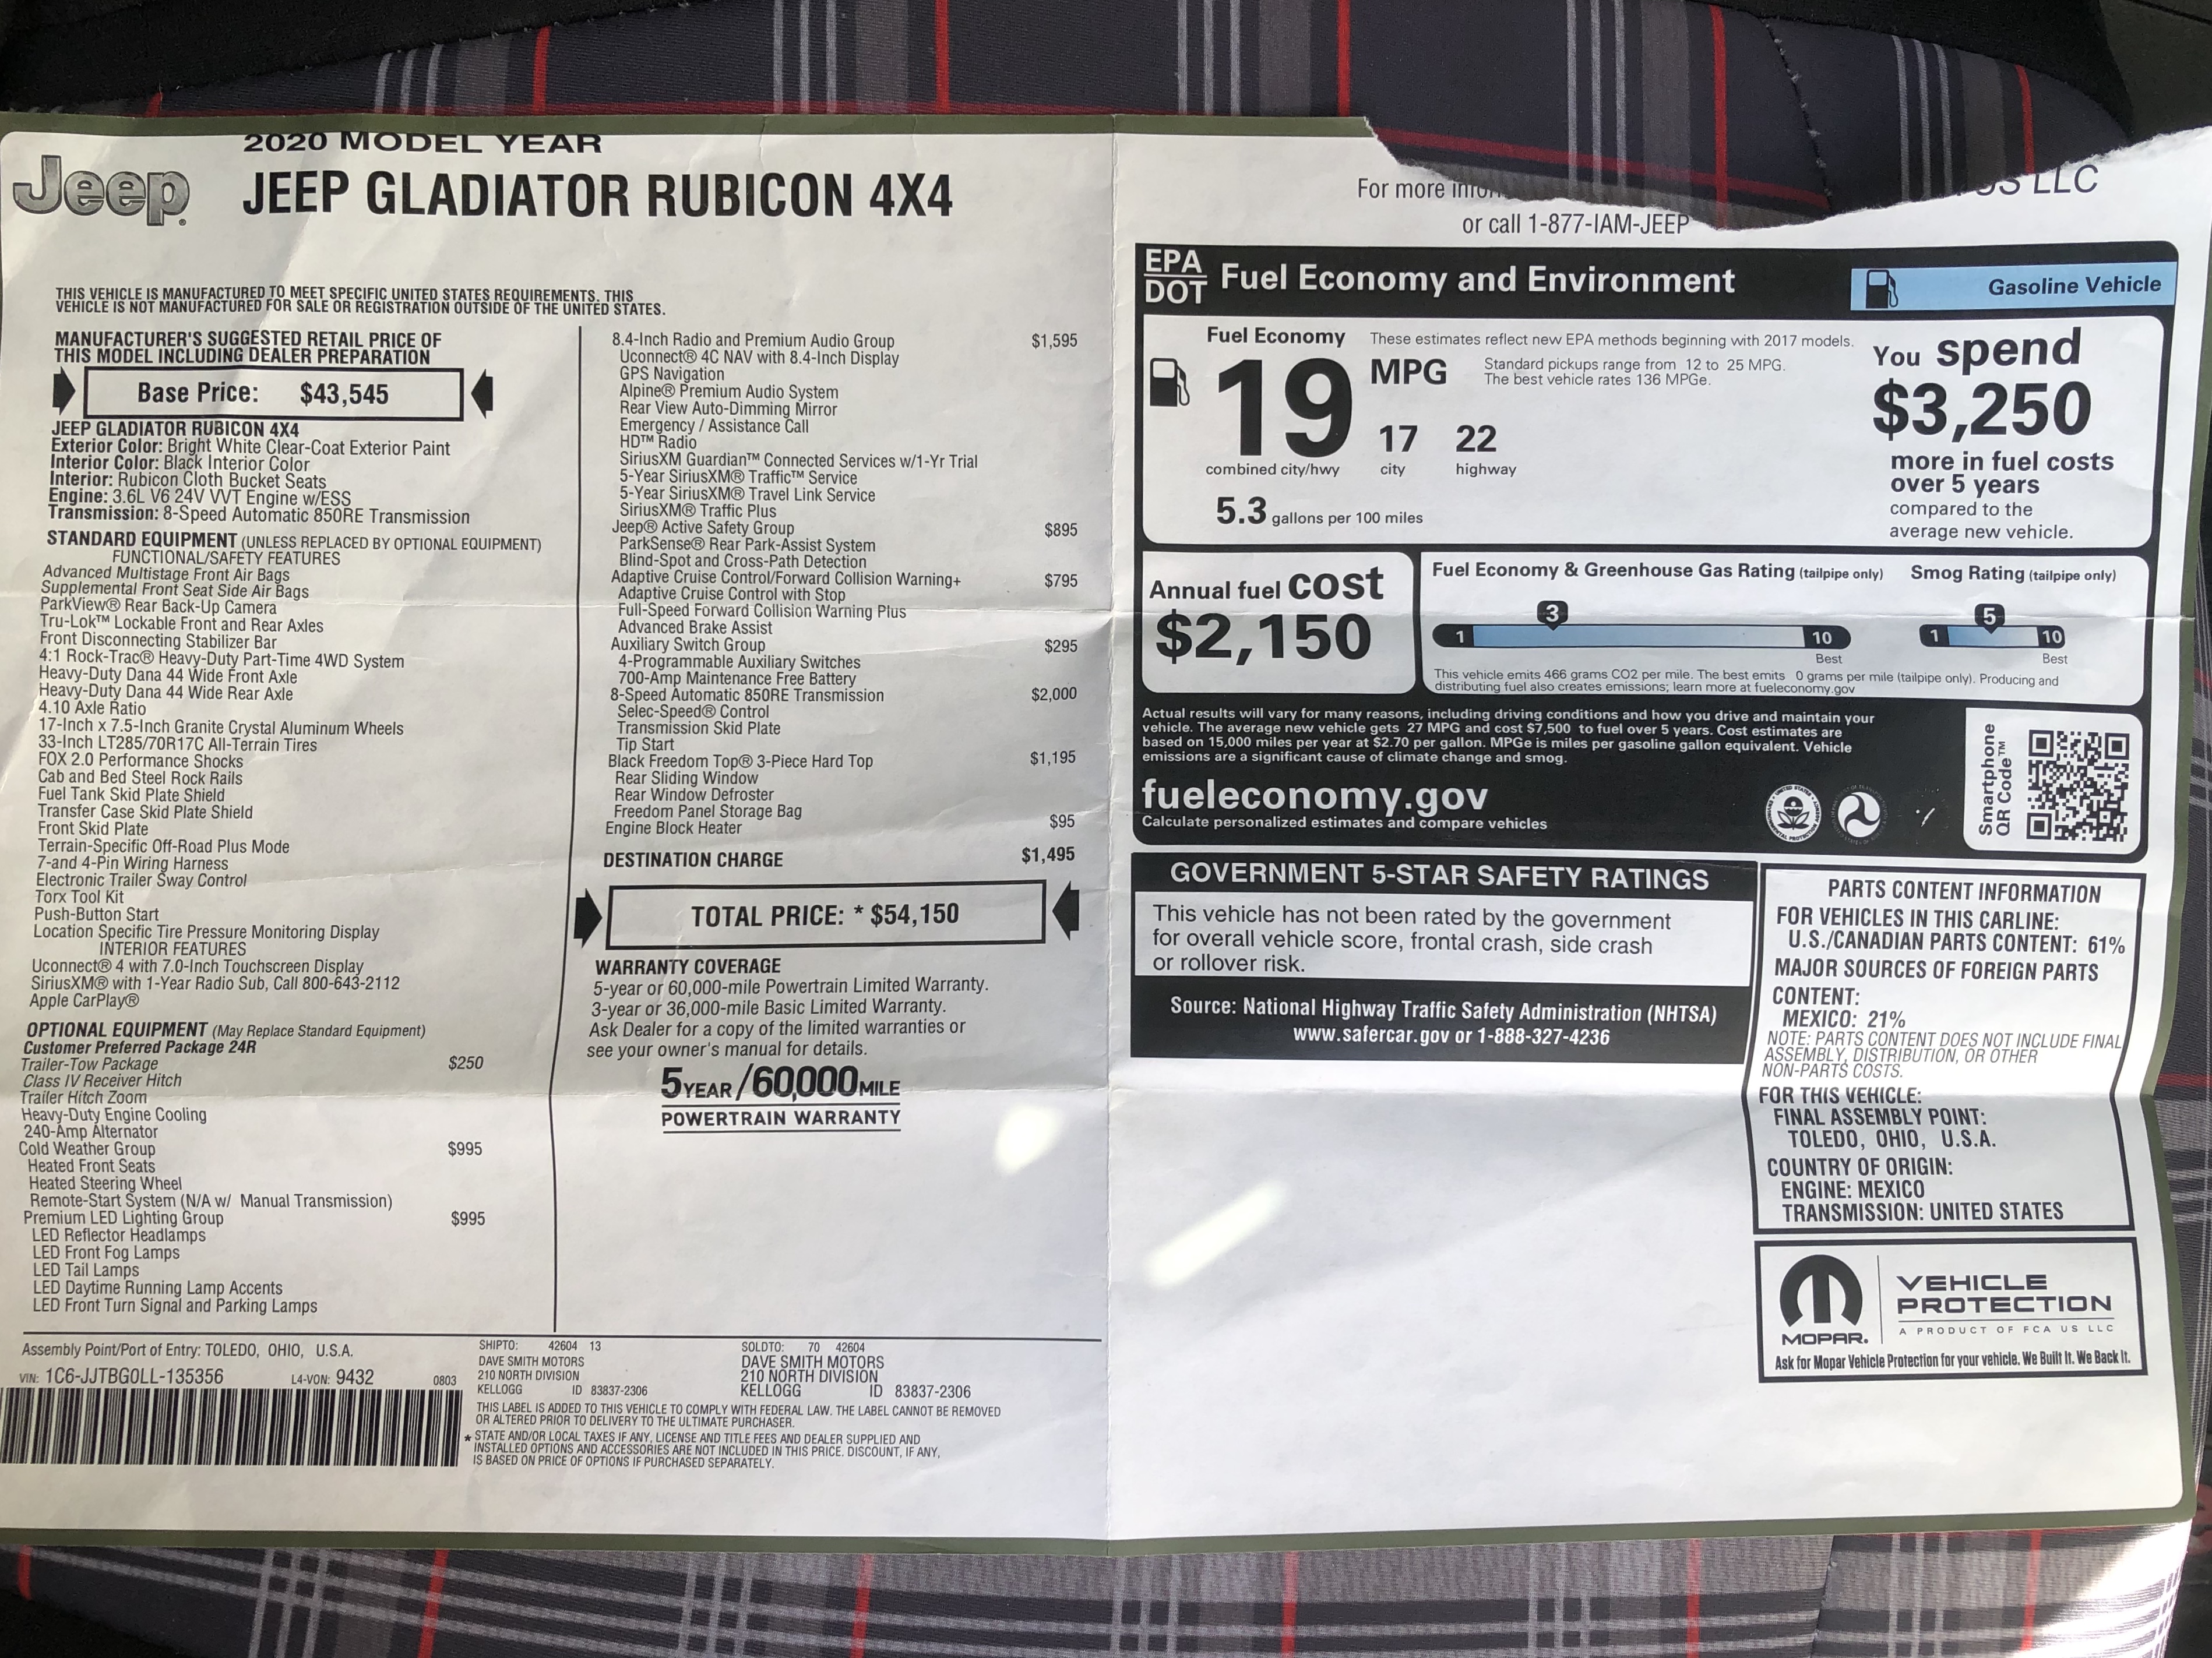 2020 MODEL YEAR
Jeep
JEEP GLADIATOR RUBICON 4X4
THIS VEHICLE IS MANUFACTURED TO MEET SPECIFIC UNITED STATES REQUIREMENTS. THIS
VEHICLE IS NOT MANUFACTURED FOR SALE OR REGISTRATION OUTSIDE OF THE UNITED STATES.
MANUFACTURER'S SUGGESTED RETAIL PRICE OF
THIS MODEL INCLUDING DEALER PREPARATION
Base Price: $43,545
JEEP GLADIATOR RUBICON 4X4
Exterior Color: Bright White Clear-Coat Exterior Paint
Interior Color: Black Interior Color
Interior: Rubicon Cloth Bucket Seats
Engine: 3.6L V6 24V VVT Engine w/ESS
Transmission: 8-Speed Automatic 850RE Transmission
STANDARD EQUIPMENT (UNLESS REPLACED BY OPTIONAL EQUIPMENT)
FUNCTIONAL/SAFETY FEATURES
Advanced Multistage Front Air Bags
Supplemental Front Seat Side Air Bags
ParkView® Rear Back-Up Camera
Tru-Lok™ Lockable Front and Rear Axles
Front Disconnecting Stabilizer Bar
4:1 Rock-Trac® Heavy-Duty Part-Time 4WD System
Heavy-Duty Dana 44 Wide Front Axle
Heavy-Duty Dana 44 Wide Rear Axle
4.10 Axle Ratio
17-Inch x 7.5-Inch Granite Crystal Aluminum Wheels
33-Inch LT285/70R17C All-Terrain Tires
FOX 2.0 Performance Shocks
Cab and Bed Steel Rock Rails
Fuel Tank Skid Plate Shield
Transfer Case Skid Plate Shield
Front Skid Plate
Terrain-Specific Off-Road Plus Mode
7-and 4-Pin Wiring Harness
Electronic Trailer Sway Control
Torx Tool Kit
Push-Button Start
Location Specific Tire Pressure Monitoring Display
INTERIOR FEATURES
Uconnect® 4 with 7.0-Inch Touchscreen Display
SiriusXM® with 1-Year Radio Sub, Call 800-643-2112
Apple CarPlay®
OPTIONAL EQUIPMENT (May Replace Standard Equipment)
Customer Preferred Package 24R
Trailer-Tow Package $250
Class IV Receiver Hitch
Trailer Hitch Zoom
Heavy-Duty Engine Cooling
240-Amp Alternator
Cold Weather Group $995
Heated Front Seats
Heated Steering Wheel
Remote-Start System (N/A w/ Manual Transmission)
Premium LED Lighting Group $995
LED Reflector Headlamps
LED Front Fog Lamps
LED Tail Lamps
LED Daytime Running Lamp Accents
LED Front Turn Signal and Parking Lamps
8.4-Inch Radio and Premium Audio Group $1,595
Uconnect® 4C NAV with 8.4-Inch Display
GPS Navigation
Alpine® Premium Audio System
Rear View Auto-Dimming Mirror
Emergency / Assistance Call
HD™ Radio
SiriusXM Guardian™ Connected Services w/1-Yr Trial
5-Year SiriusXM® Traffic™ Service
5-Year SiriusXM® Travel Link Service
SiriusXM® Traffic Plus
Jeep® Active Safety Group $895
ParkSense® Rear Park-Assist System
Blind-Spot and Cross-Path Detection
Adaptive Cruise Control/Forward Collision Warning+ $795
Adaptive Cruise Control with Stop
Full-Speed Forward Collision Warning Plus
Advanced Brake Assist
Auxiliary Switch Group $295
4-Programmable Auxiliary Switches
700-Amp Maintenance Free Battery
8-Speed Automatic 850RE Transmission $2,000
Selec-Speed® Control
Transmission Skid Plate
Tip Start
Black Freedom Top® 3-Piece Hard Top $1,195
Rear Sliding Window
Rear Window Defroster
Freedom Panel Storage Bag
Engine Block Heater $95
DESTINATION CHARGE $1,495
TOTAL PRICE: * $54,150
WARRANTY COVERAGE
5-year or 60,000-mile Powertrain Limited Warranty.
3-year or 36,000-mile Basic Limited Warranty.
Ask Dealer for a copy of the limited warranties or
see your owner's manual for details.
5 YEAR /60,000 MILE
POWERTRAIN WARRANTY
Assembly Point/Port of Entry: TOLEDO, OHIO, U.S.A.
VIN: 1C6-JJTBG0LL-135356 L4-VON: 9432 0803
SHIPTO: 42604 13
DAVE SMITH MOTORS
210 NORTH DIVISION
KELLOGG ID 83837-2306
SOLDTO: 70 42604
DAVE SMITH MOTORS
210 NORTH DIVISION
KELLOGG ID 83837-2306
THIS LABEL IS ADDED TO THIS VEHICLE TO COMPLY WITH FEDERAL LAW. THE LABEL CANNOT BE REMOVED
OR ALTERED PRIOR TO DELIVERY TO THE ULTIMATE PURCHASER.
* STATE AND/OR LOCAL TAXES IF ANY, LICENSE AND TITLE FEES AND DEALER SUPPLIED AND
INSTALLED OPTIONS AND ACCESSORIES ARE NOT INCLUDED IN THIS PRICE. DISCOUNT, IF ANY,
IS BASED ON PRICE OF OPTIONS IF PURCHASED SEPARATELY.
For more
LLC
or call 1-877-IAM-JEEP
EPA
DOT
Fuel Economy and Environment
Gasoline Vehicle
Fuel Economy
These estimates reflect new EPA methods beginning with 2017 models.
19 MPG
Standard pickups range from 12 to 25 MPG.
The best vehicle rates 136 MPGe.
17 22
combined city/hwy city highway
5.3 gallons per 100 miles
You spend
$3,250
more in fuel costs
over 5 years
compared to the
average new vehicle.
Annual fuel cost
$2,150
Fuel Economy & Greenhouse Gas Rating (tailpipe only)
3
1 10
Best
Smog Rating (tailpipe only)
5
1 10
Best
This vehicle emits 466 grams CO2 per mile. The best emits 0 grams per mile (tailpipe only). Producing and
distributing fuel also creates emissions; learn more at fueleconomy.gov
Actual results will vary for many reasons, including driving conditions and how you drive and maintain your
vehicle. The average new vehicle gets 27 MPG and cost $7,500 to fuel over 5 years. Cost estimates are
based on 15,000 miles per year at $2.70 per gallon. MPGe is miles per gasoline gallon equivalent. Vehicle
emissions are a significant cause of climate change and smog.
fueleconomy.gov
Calculate personalized estimates and compare vehicles
Smartphone
QR Code™
GOVERNMENT 5-STAR SAFETY RATINGS
This vehicle has not been rated by the government
for overall vehicle score, frontal crash, side crash
or rollover risk.
Source: National Highway Traffic Safety Administration (NHTSA)
www.safercar.gov or 1-888-327-4236
PARTS CONTENT INFORMATION
FOR VEHICLES IN THIS CARLINE:
U.S./CANADIAN PARTS CONTENT: 61%
MAJOR SOURCES OF FOREIGN PARTS
CONTENT:
MEXICO: 21%
NOTE: PARTS CONTENT DOES NOT INCLUDE FINAL
ASSEMBLY, DISTRIBUTION, OR OTHER
NON-PARTS COSTS.
FOR THIS VEHICLE:
FINAL ASSEMBLY POINT:
TOLEDO, OHIO, U.S.A.
COUNTRY OF ORIGIN:
ENGINE: MEXICO
TRANSMISSION: UNITED STATES
MOPAR.
VEHICLE
PROTECTION
A PRODUCT OF FCA US LLC
Ask for Mopar Vehicle Protection for your vehicle. We Built It. We Back It.